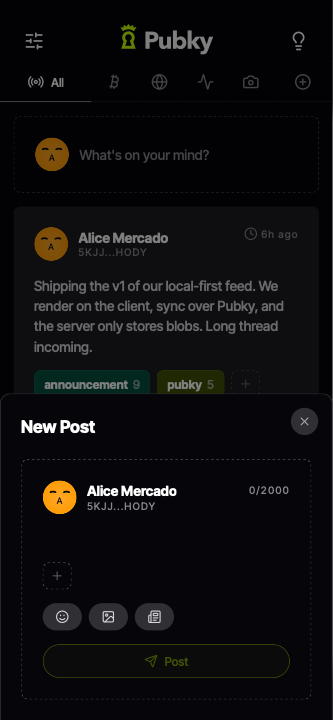 Pubky
All
What's on your mind?
Alice Mercado
6h ago
5KJJ...HODY
Shipping the v1 of our local-first feed. We
render on the client, sync over Pubky, and
the server only stores blobs. Long thread
incoming.
announcement 9
pubky 5
+
New Post
Alice Mercado
0/2000
5KJJ...HODY
+
Post